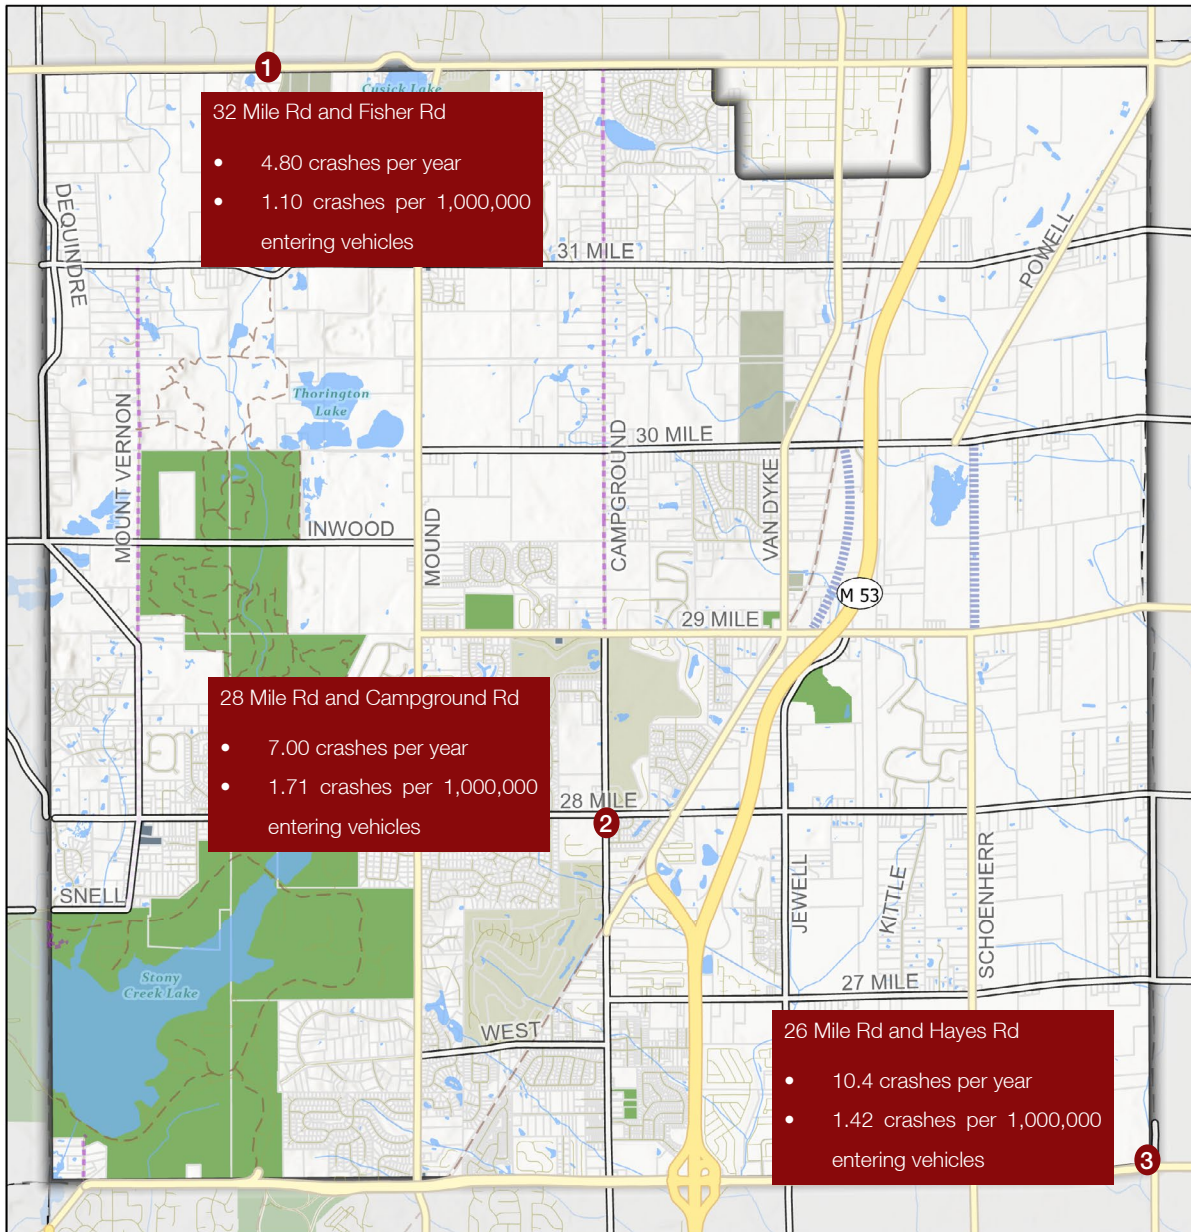 1
Cusick Lake
32 Mile Rd and Fisher Rd
• 4.80 crashes per year
• 1.10 crashes per 1,000,000
entering vehicles
DEQUINDRE
31 MILE
POWELL
Thorington
Lake
MOUNT VERNON
30 MILE
CAMPGROUND
VAN DYKE
INWOOD
MOUND
M 53
29 MILE
28 Mile Rd and Campground Rd
• 7.00 crashes per year
• 1.71 crashes per 1,000,000
entering vehicles
28 MILE
2
SNELL
JEWELL
KITTLE
SCHOENHERR
Stony
Creek Lake
27 MILE
WEST
26 Mile Rd and Hayes Rd
• 10.4 crashes per year
• 1.42 crashes per 1,000,000
entering vehicles
3